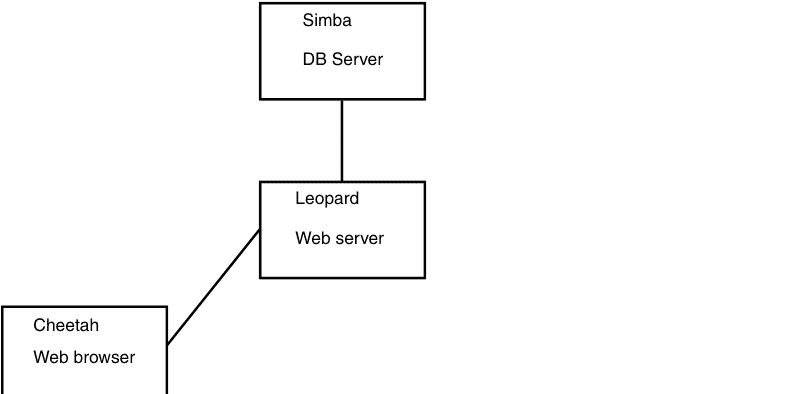 Simba
DB Server
Leopard
Web server
Cheetah
Web browser